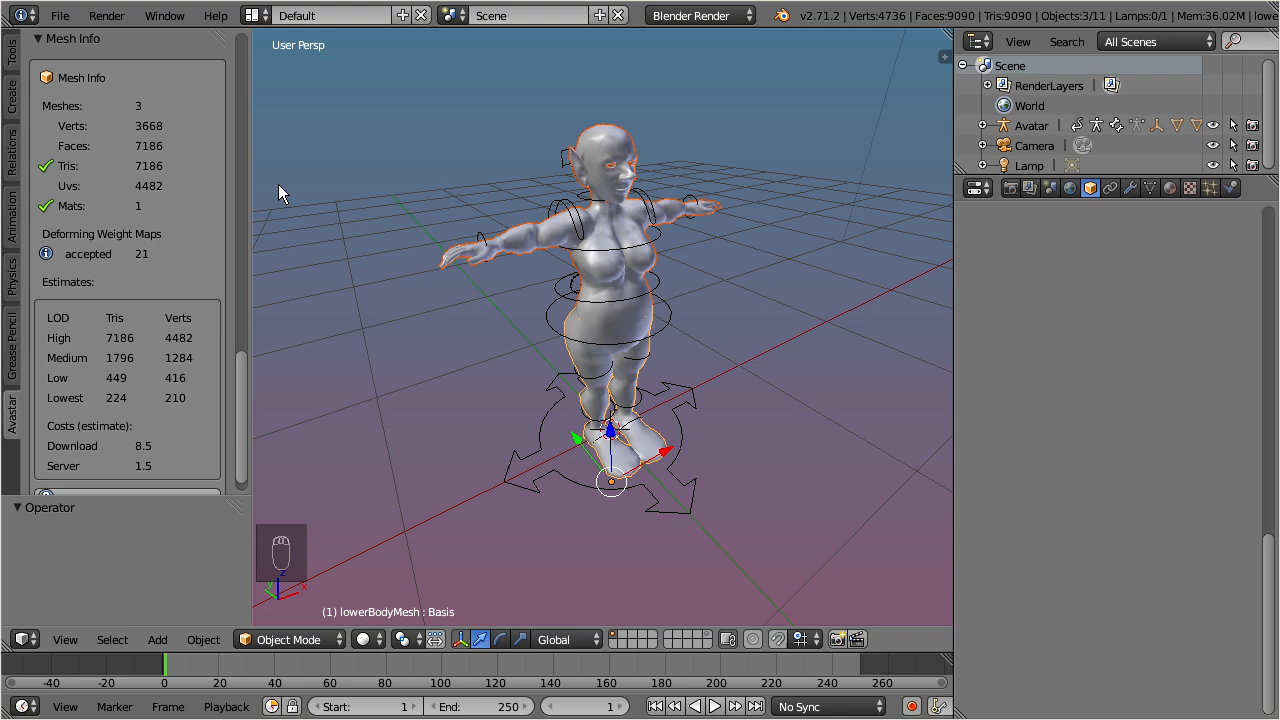 File Render Window Help Default Scene Blender Render v2.71.2 | Verts:4736 | Faces:9090 | Tris:9090 | Objects:3/11 | Lamps:0/1 | Mem:36.02M | lowe
Mesh Info
Mesh Info
Meshes: 3
Verts: 3668
Faces: 7186
Tris: 7186
Uvs: 4482
Mats: 1
Deforming Weight Maps
accepted 21
Estimates:
LOD Tris Verts
High 7186 4482
Medium 1796 1284
Low 449 416
Lowest 224 210
Costs (estimate):
Download 8.5
Server 1.5
Operator
Tools
Create
Relations
Animation
Physics
Grease Pencil
Avastar
User Persp
z
y
x
(1) lowerBodyMesh : Basis
View Search All Scenes
Scene
RenderLayers |
World
Avatar |
Camera |
Lamp |
View Select Add Object Object Mode Global
-40 -20 0 20 40 60 80 100 120 140 160 180 200 220 240 260
View Marker Frame Playback Start: 1 End: 250 1 No Sync